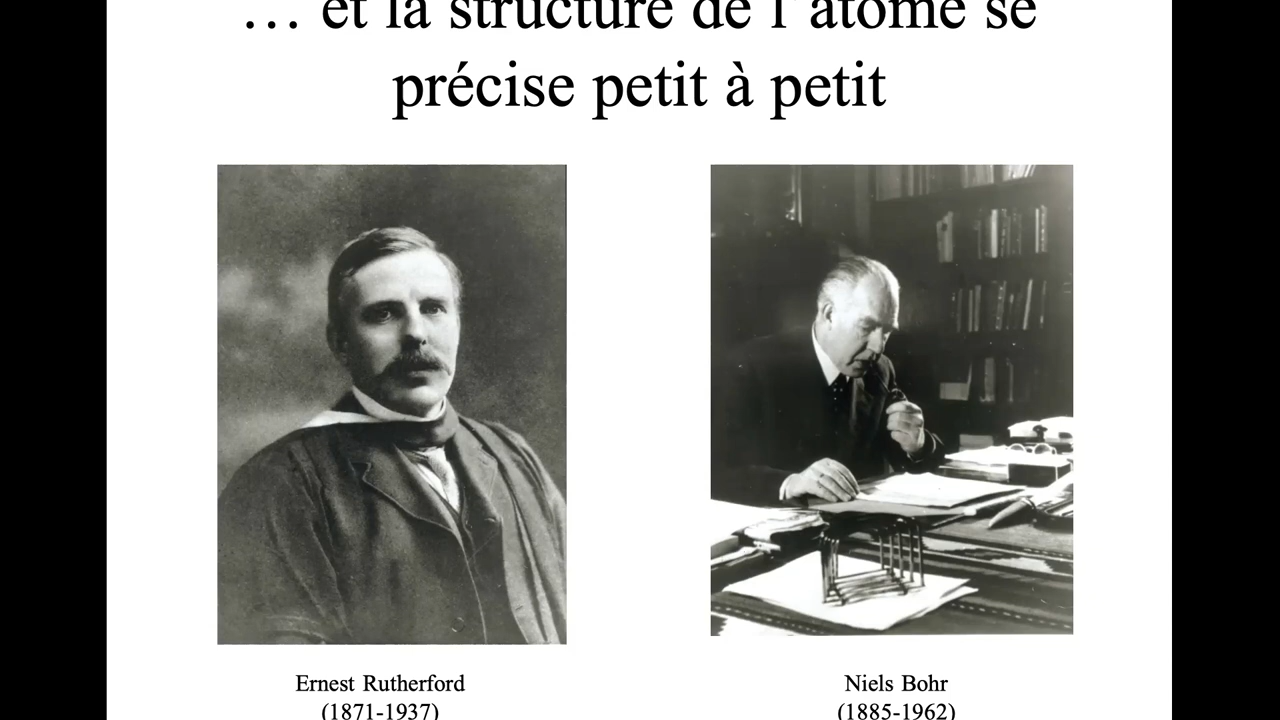 … et la structure de l’atome se
précise petit à petit
Ernest Rutherford
(1871-1937)
Niels Bohr
(1885-1962)